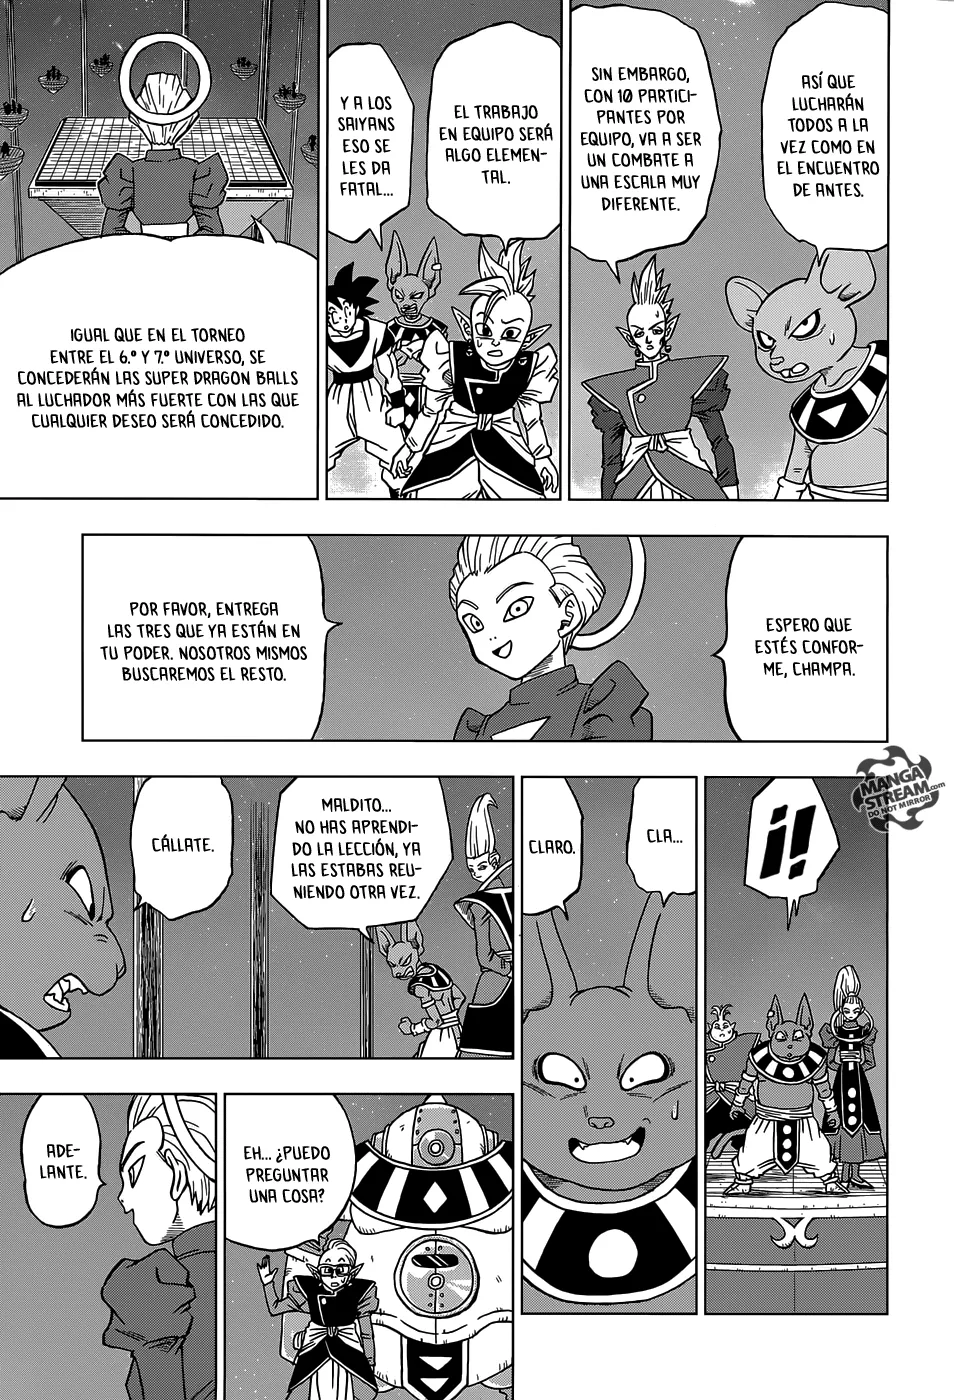 ASÍ QUE
LUCHARÁN
TODOS A LA
VEZ COMO EN
EL ENCUENTRO
DE ANTES.
SIN EMBARGO,
CON 10 PARTICI-
PANTES POR
EQUIPO, VA A SER
UN COMBATE A
UNA ESCALA MUY
DIFERENTE.
EL TRABAJO
EN EQUIPO SERÁ
ALGO ELEMEN-
TAL.
Y A LOS
SAIYANS
ESO SE
LES DA
FATAL...
IGUAL QUE EN EL TORNEO
ENTRE EL 6.º Y 7.º UNIVERSO, SE
CONCEDERÁN LAS SUPER DRAGON BALLS
AL LUCHADOR MÁS FUERTE CON LAS QUE
CUALQUIER DESEO SERÁ CONCEDIDO.
ESPERO QUE
ESTÉS CONFOR-
ME, CHAMPA.
POR FAVOR, ENTREGA
LAS TRES QUE YA ESTÁN EN
TU PODER. NOSOTROS MISMOS
BUSCAREMOS EL RESTO.
MANGA
STREAM.com
DO NOT MIRROR!
¡!
CLA...
CLARO.
MALDITO...
NO HAS APRENDI-
DO LA LECCIÓN, YA
LAS ESTABAS REU-
NIENDO OTRA VEZ.
CÁLLATE.
EH... ¿PUEDO
PREGUNTAR
UNA COSA?
ADE-
LANTE.